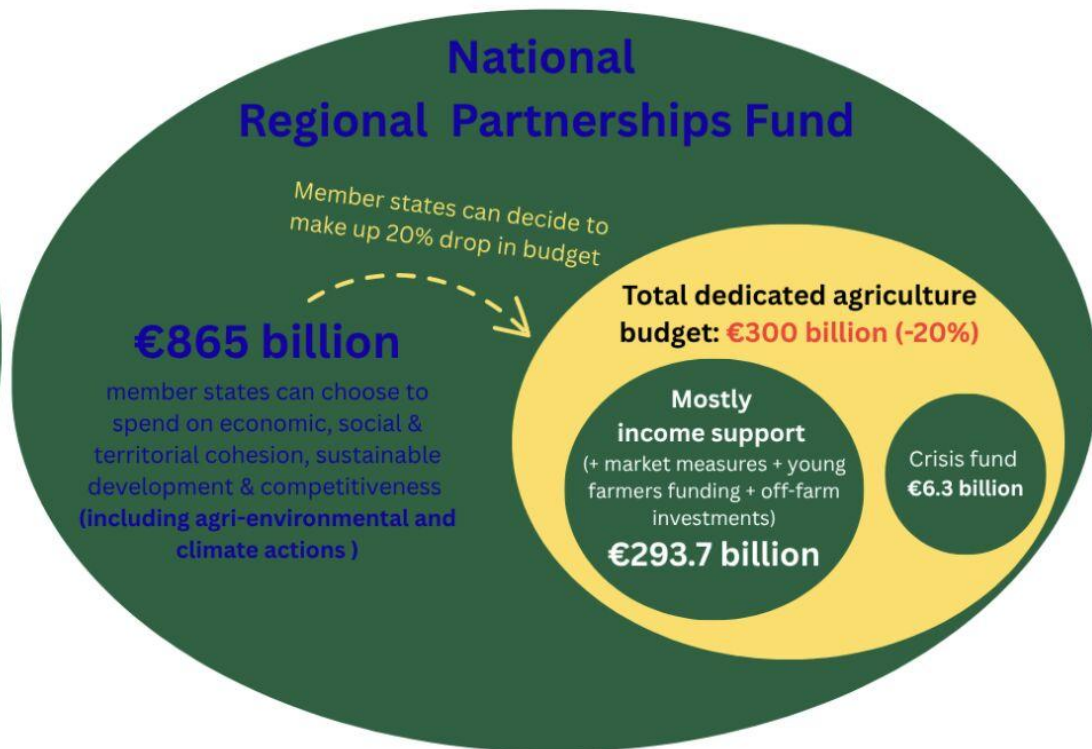 National
Regional Partnerships Fund
Member states can decide to
make up 20% drop in budget
€865 billion
member states can choose to
spend on economic, social &
territorial cohesion, sustainable
development & competitiveness
(including agri-environmental and
climate actions )
Total dedicated agriculture
budget: €300 billion (-20%)
Mostly
income support
(+ market measures + young
farmers funding + off-farm
investments)
€293.7 billion
Crisis fund
€6.3 billion